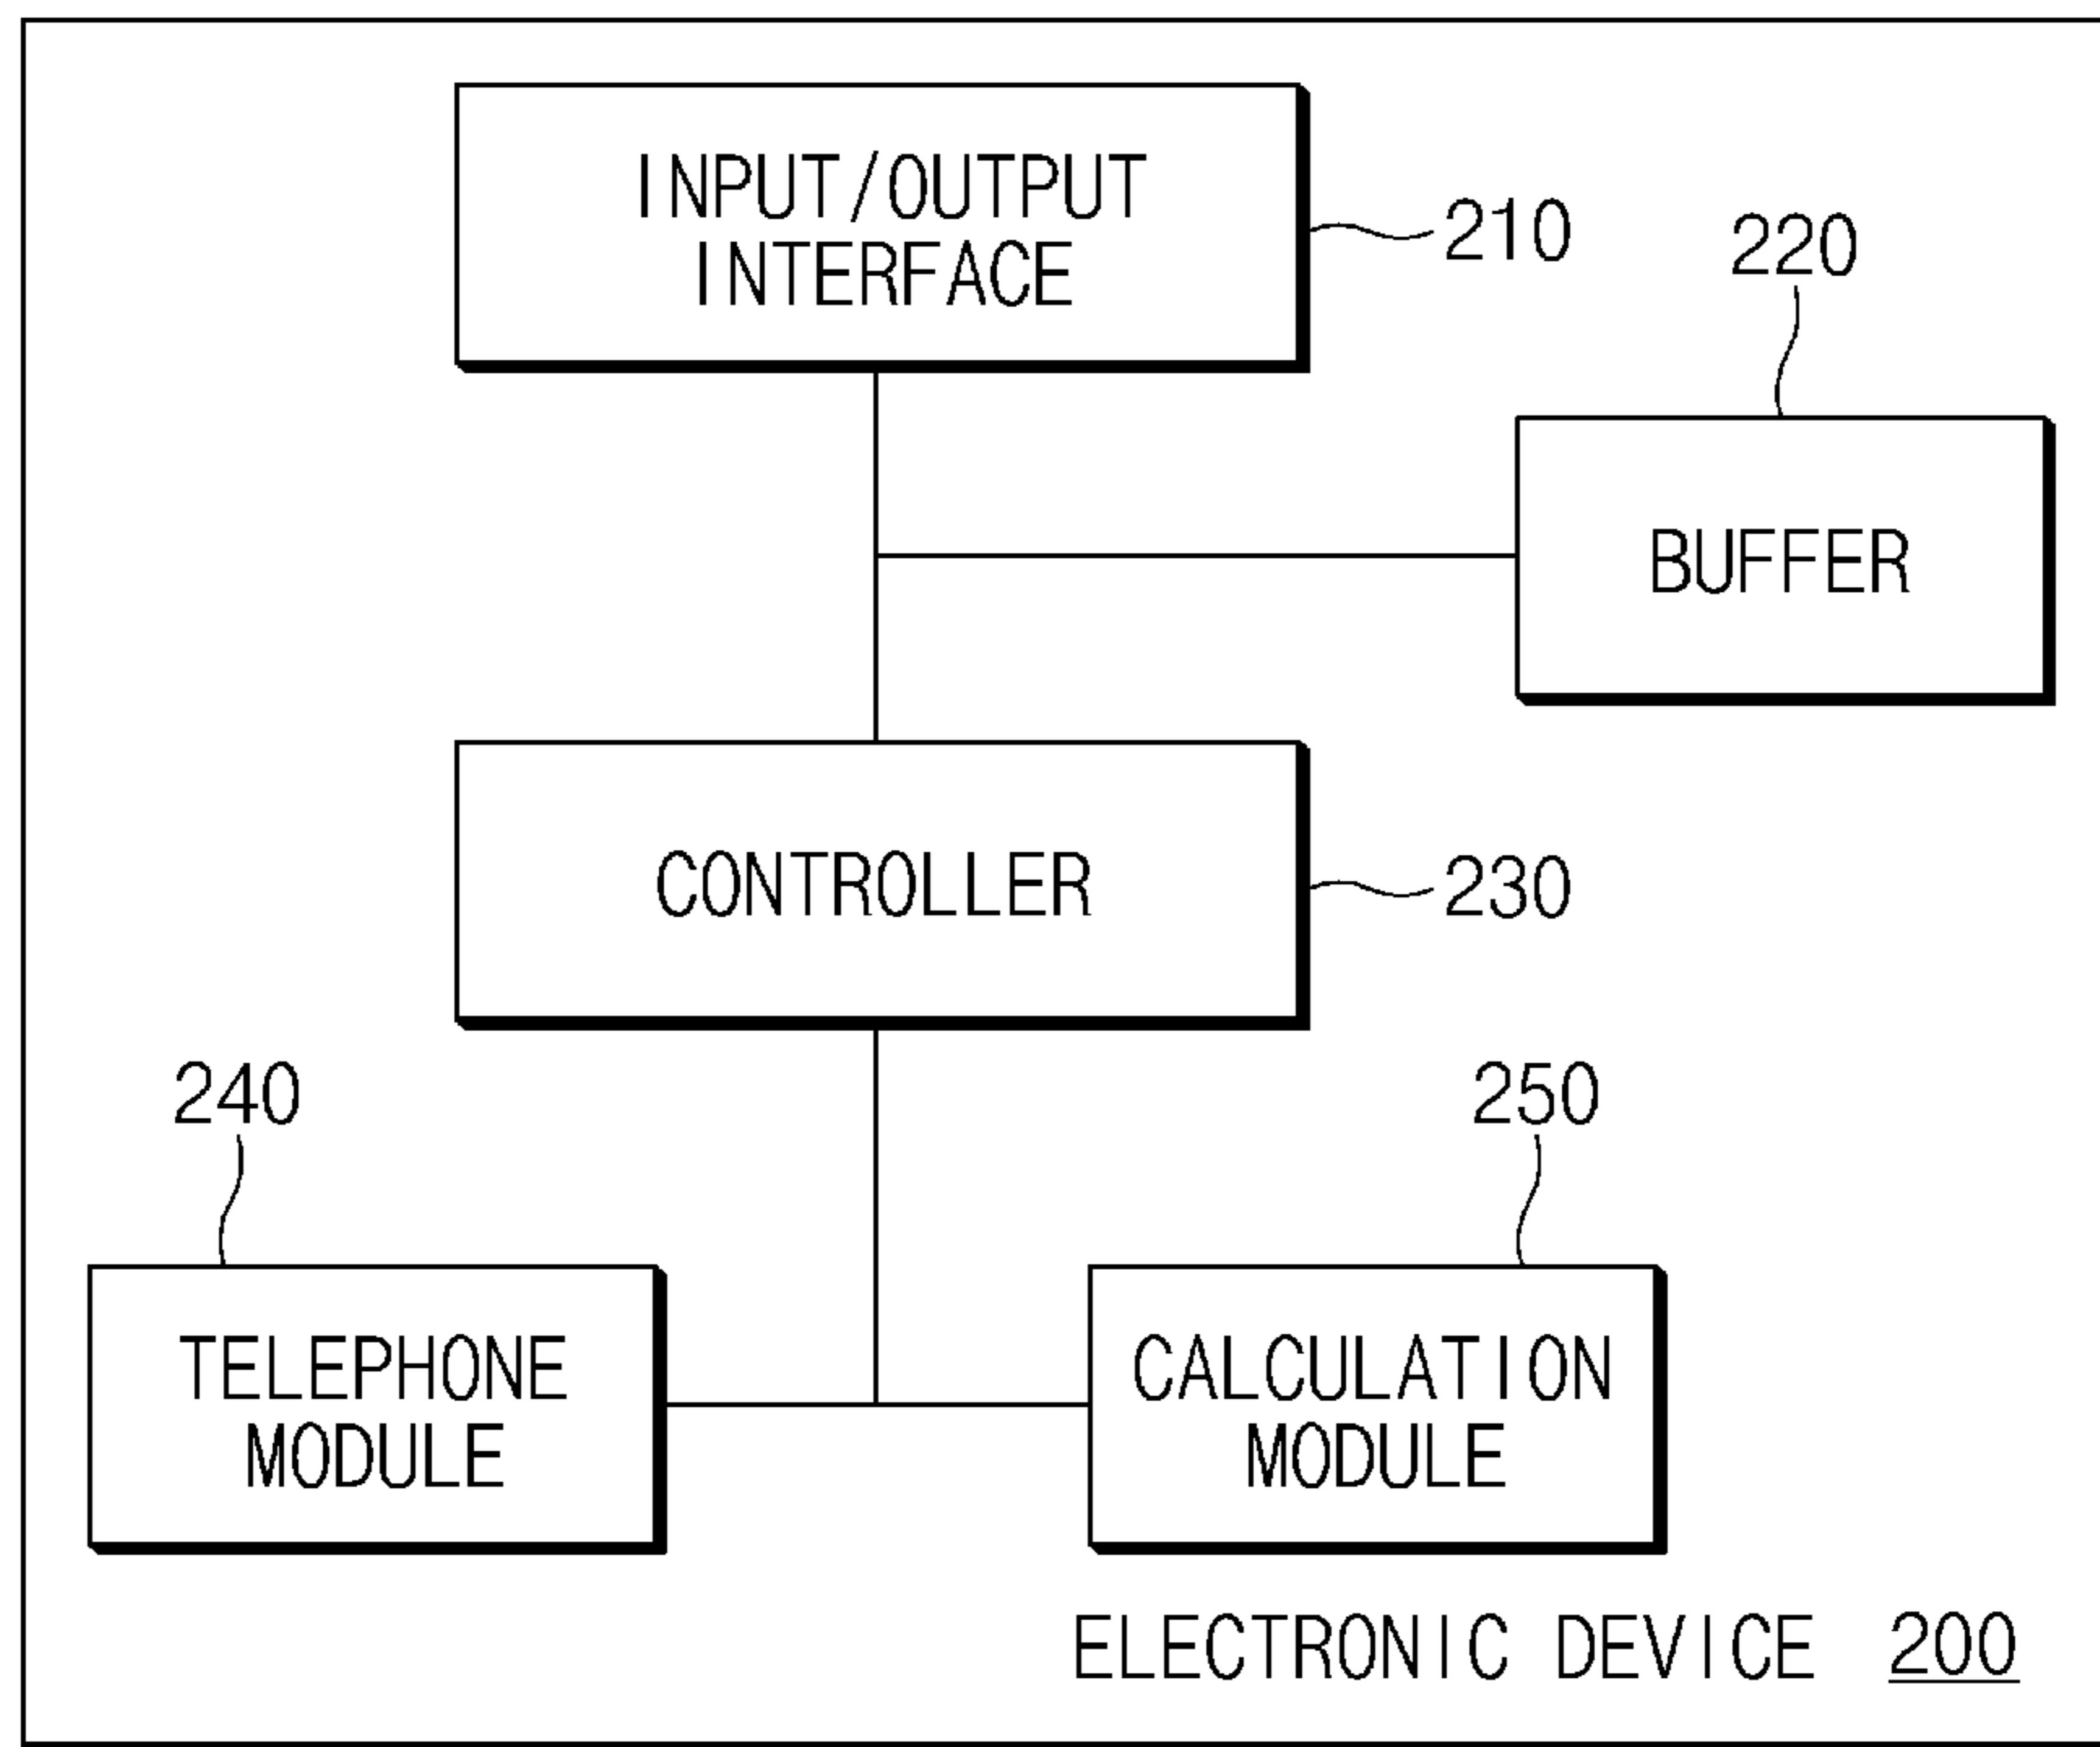 INPUT/OUTPUT
INTERFACE
210
220
BUFFER
CONTROLLER
230
240
250
TELEPHONE
MODULE
CALCULATION
MODULE
ELECTRONIC DEVICE 200